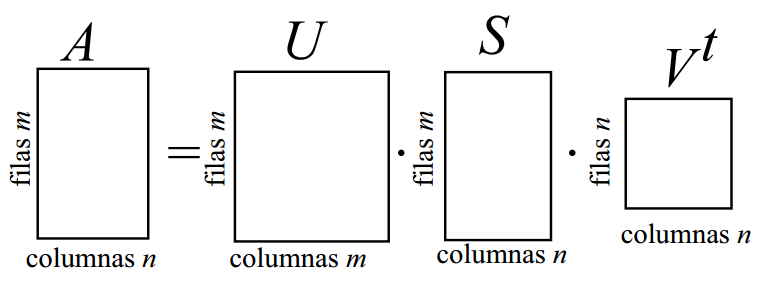 A
U
S
V^t
filas m
=
filas m
·
filas m
·
filas n
columnas n
columnas m
columnas n
columnas n